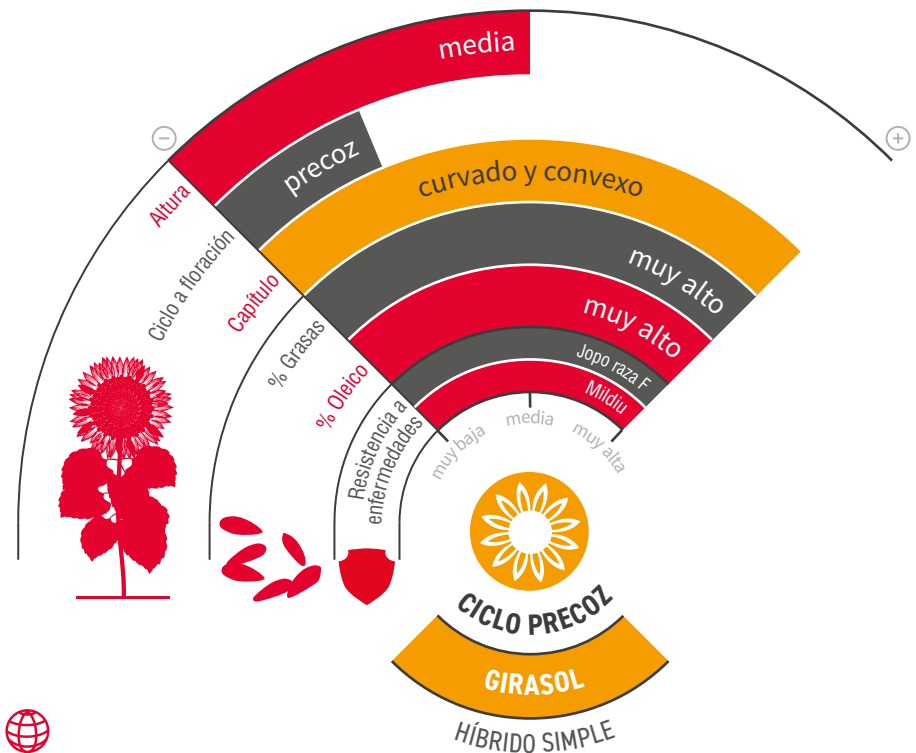 media
−
+
precoz
curvado y convexo
muy alto
muy alto
Jopo raza F
Mildiu
Altura
Ciclo a floración
Capítulo
% Grasas
% Oleico
Resistencia a
enfermedades
muy baja
media
muy alta
CICLO PRECOZ
GIRASOL
HÍBRIDO SIMPLE